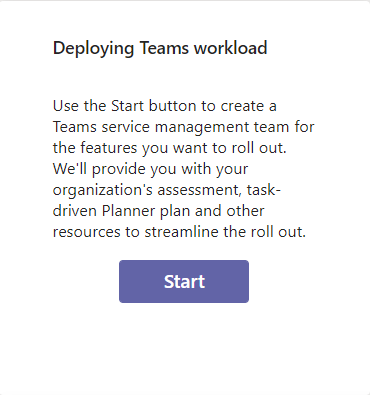 Deploying Teams workload
Use the Start button to create a
Teams service management team for
the features you want to roll out.
We'll provide you with your
organization's assessment, task-
driven Planner plan and other
resources to streamline the roll out.
Start